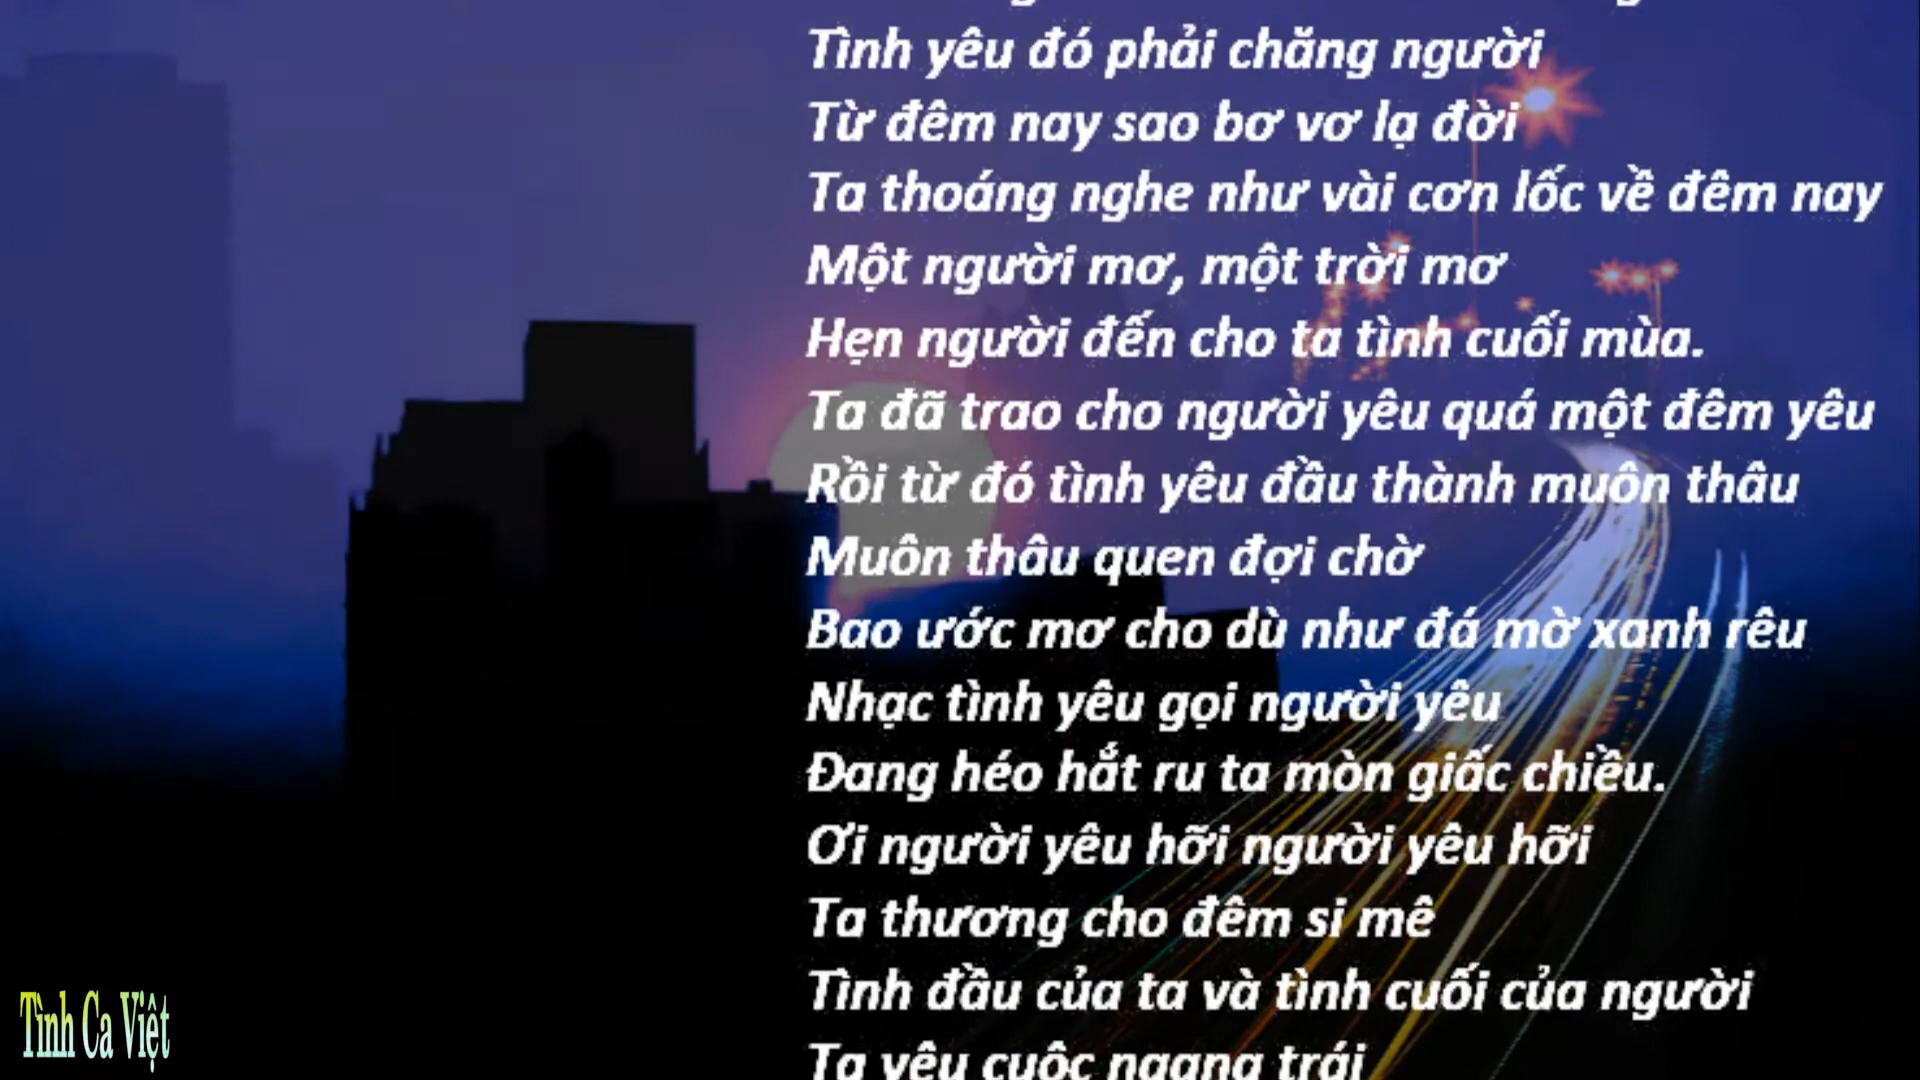 Tình yêu đó phải chăng người
Từ đêm nay sao bơ vơ lạ đời
Ta thoáng nghe như vài cơn lốc về đêm nay
Một người mơ, một trời mơ
Hẹn người đến cho ta tình cuối mùa.
Ta đã trao cho người yêu quá một đêm yêu
Rồi từ đó tình yêu đầu thành muôn thâu
Muôn thâu quen đợi chờ
Bao ước mơ cho dù như đá mờ xanh rêu
Nhạc tình yêu gọi người yêu
Đang héo hắt ru ta mòn giấc chiều.
Ơi người yêu hỡi người yêu hỡi
Ta thương cho đêm si mê
Tình đầu của ta và tình cuối của người
Ta yêu cuộc ngang trái
Tình Ca Việt